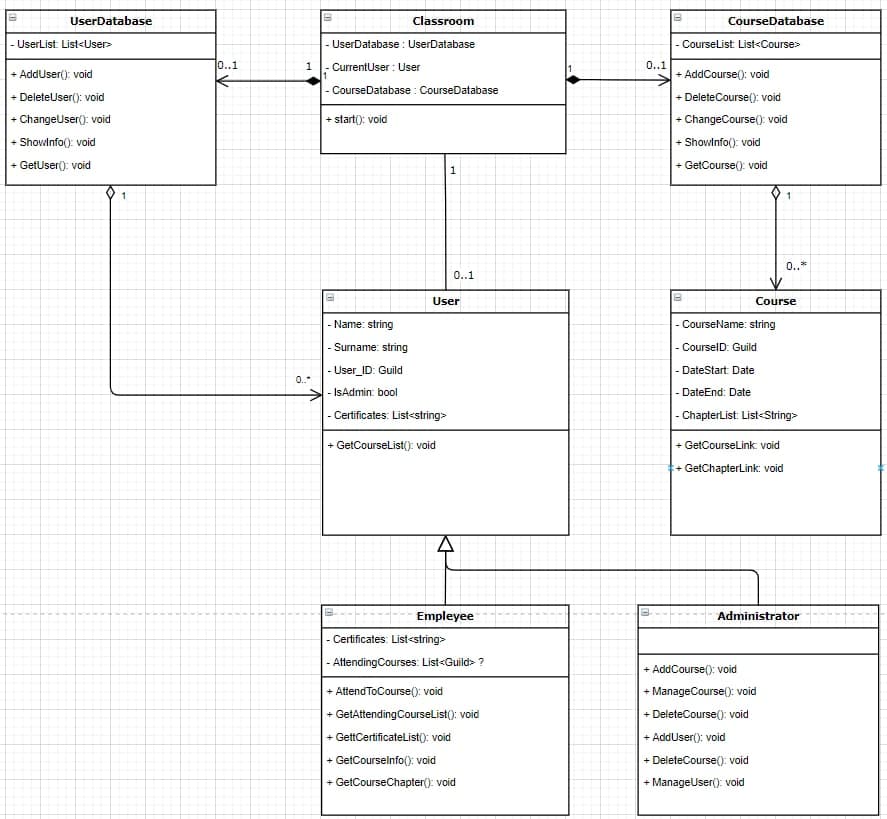 UserDatabase
- UserList: List<User>
+ AddUser(): void
+ DeleteUser(): void
+ ChangeUser(): void
+ ShowInfo(): void
+ GetUser(): void
0..1
1
1
Classroom
- UserDatabase : UserDatabase
- CurrentUser : User
- CourseDatabase : CourseDatabase
+ start(): void
1
0..1
CourseDatabase
- CourseList: List<Course>
+ AddCourse(): void
+ DeleteCourse(): void
+ ChangeCourse(): void
+ ShowInfo(): void
+ GetCourse(): void
1
1
0..1
1
0..*
0..*
User
- Name: string
- Surname: string
- User_ID: Guild
- IsAdmin: bool
- Certificates: List<string>
+ GetCourseList(): void
Course
- CourseName: string
- CourseID: Guild
- DateStart: Date
- DateEnd: Date
- ChapterList: List<String>
+ GetCourseLink: void
+ GetChapterLink: void
Empleyee
- Certificates: List<string>
- AttendingCourses: List<Guild> ?
+ AttendToCourse(): void
+ GetAttendingCourseList(): void
+ GettCertificateList(): void
+ GetCourseInfo(): void
+ GetCourseChapter(): void
Administrator
+ AddCourse(): void
+ ManageCourse(): void
+ DeleteCourse(): void
+ AddUser(): void
+ DeleteCourse(): void
+ ManageUser(): void